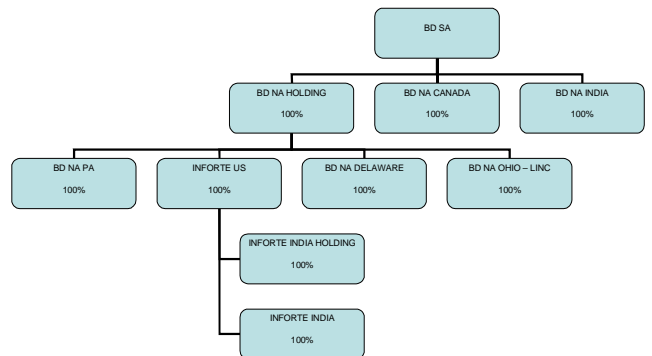 BD SA
BD NA HOLDING
100%
BD NA CANADA
100%
BD NA INDIA
100%
BD NA PA
100%
INFORTE US
100%
BD NA DELAWARE
100%
BD NA OHIO – LINC
100%
INFORTE INDIA HOLDING
100%
INFORTE INDIA
100%